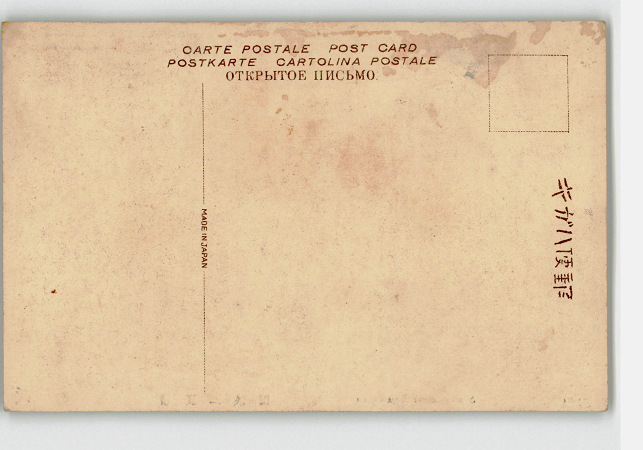 CARTE POSTALE POST CARD
POSTKARTE CARTOLINA POSTALE
ОТКРЫТОЕ ПИСЬМО.
MADE IN JAPAN
郵便ハガキ